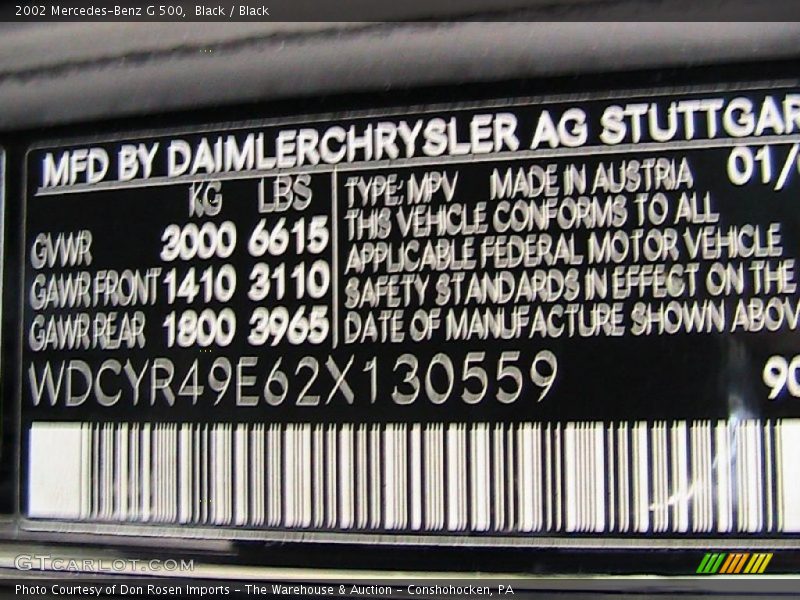 2002 Mercedes-Benz G 500,  Black / Black
MFD BY DAIMLERCHRYSLER AG STUTTGAR
01/
KG LBS
GVWR 3000 6615
GAWR FRONT 1410 3110
GAWR REAR 1800 3965
TYPE: MPV MADE IN AUSTRIA
THIS VEHICLE CONFORMS TO ALL
APPLICABLE FEDERAL MOTOR VEHICLE
SAFETY STANDARDS IN EFFECT ON THE
DATE OF MANUFACTURE SHOWN ABOV
WDCYR49E62X130559
90
GTCARLOT.COM
Photo Courtesy of Don Rosen Imports - The Warehouse & Auction - Conshohocken, PA